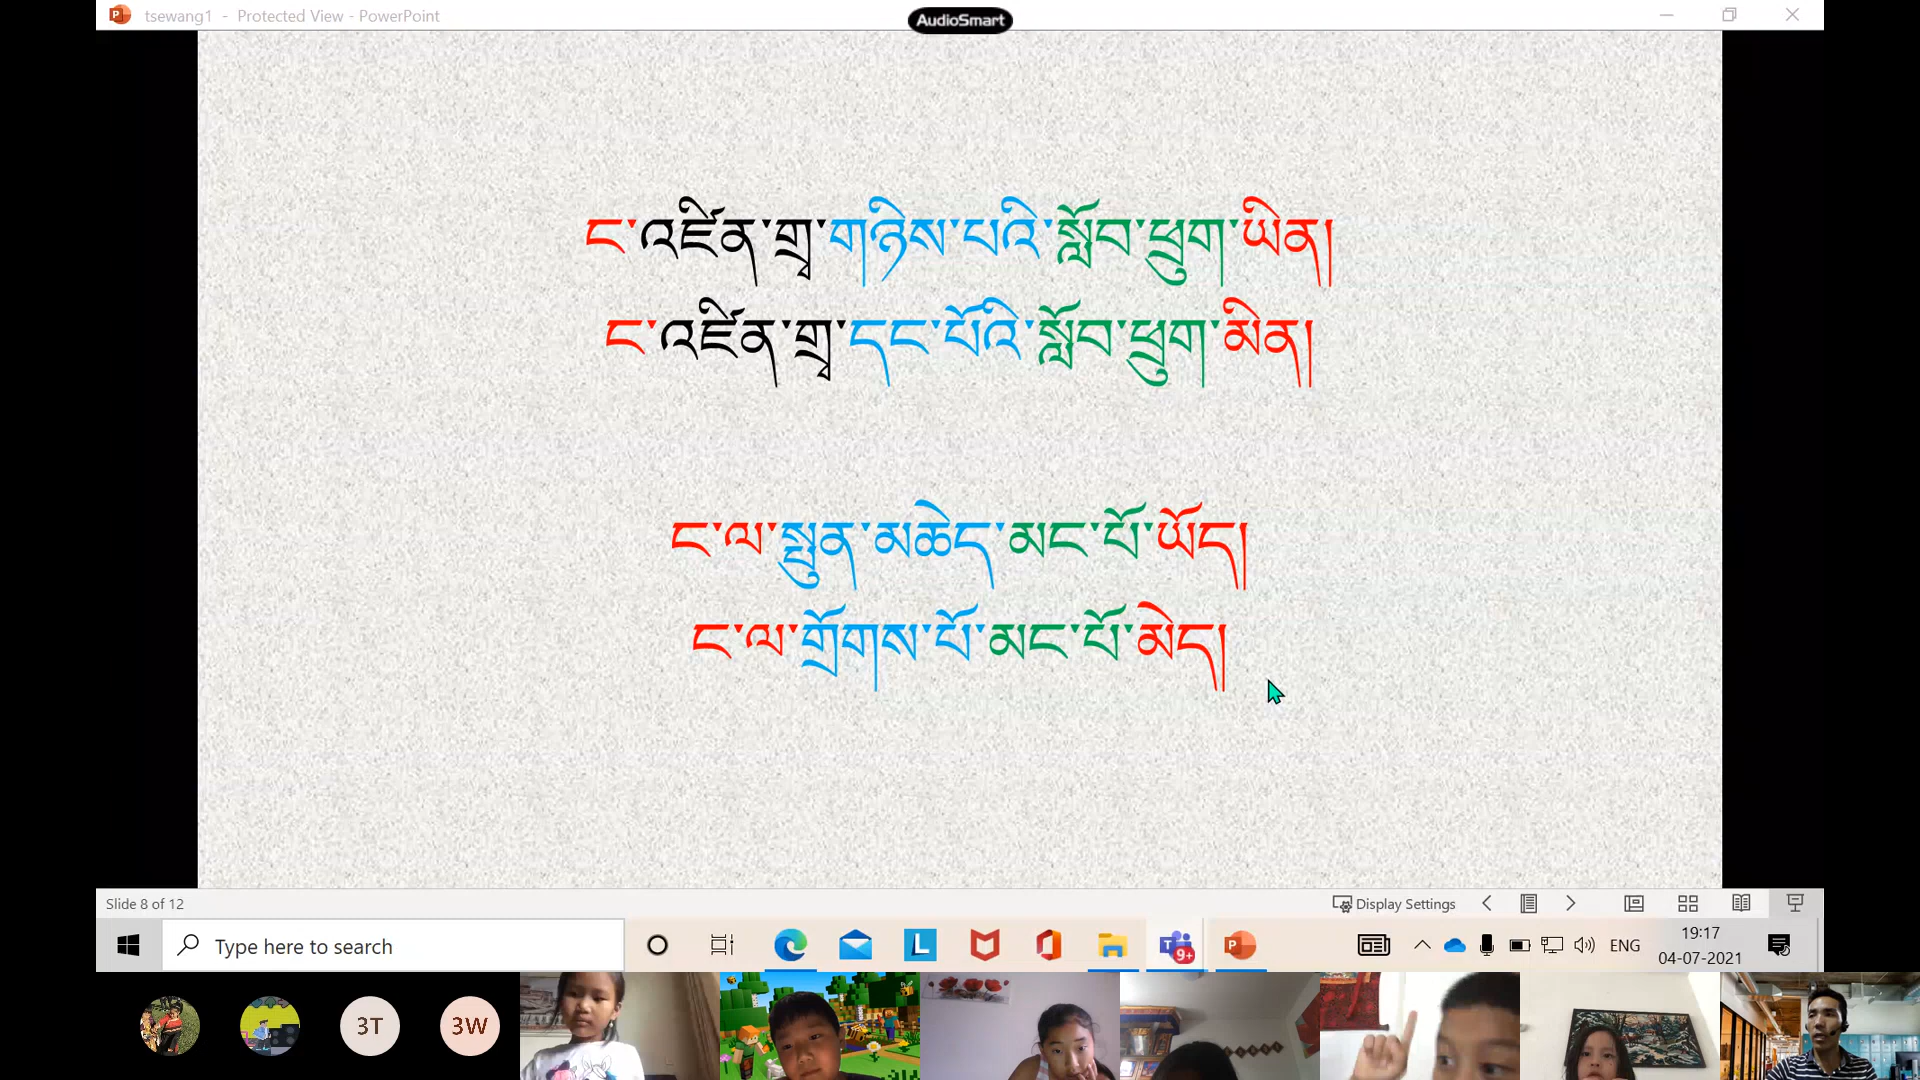 tsewang1 - Protected View - PowerPoint
AudioSmart
ང་འཛིན་གྲྭ་གཉིས་པའི་སློབ་ཕྲུག་ཡིན།
ང་འཛིན་གྲྭ་དང་པོའི་སློབ་ཕྲུག་མིན།
ང་ལ་སྤུན་མཆེད་མང་པོ་ཡོད།
ང་ལ་གྲོགས་པོ་མང་པོ་མེད།
Slide 8 of 12
Display Settings
Type here to search
L
9+
ENG
19:17
04-07-2021
3T
3W